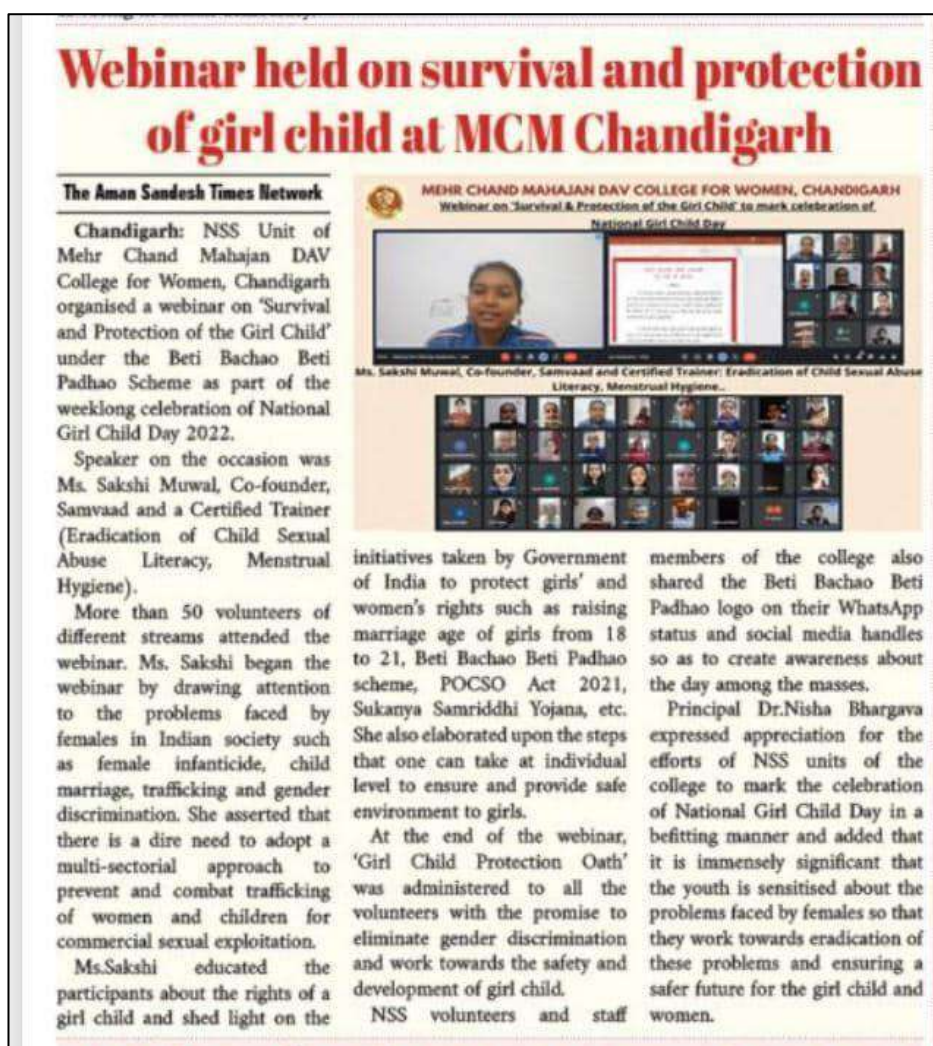 Webinar held on survival and protection
of girl child at MCM Chandigarh
The Aman Sandesh Times Network
Chandigarh: NSS Unit of
Mehr Chand Mahajan DAV
College for Women, Chandigarh
organised a webinar on 'Survival
and Protection of the Girl Child'
under the Beti Bachao Beti
Padhao Scheme as part of the
weeklong celebration of National
Girl Child Day 2022.
Speaker on the occasion was
Ms. Sakshi Muwal, Co-founder,
Samvaad and a Certified Trainer
(Eradication of Child Sexual
Abuse Literacy, Menstrual
Hygiene).
More than 50 volunteers of
different streams attended the
webinar. Ms. Sakshi began the
webinar by drawing attention
to the problems faced by
females in Indian society such
as female infanticide, child
marriage, trafficking and gender
discrimination. She asserted that
there is a dire need to adopt a
multi-sectorial approach to
prevent and combat trafficking
of women and children for
commercial sexual exploitation.
Ms.Sakshi educated the
participants about the rights of a
girl child and shed light on the
MEHR CHAND MAHAJAN DAV COLLEGE FOR WOMEN, CHANDIGARH
Webinar on 'Survival & Protection of the Girl Child' to mark celebration of
National Girl Child Day
Ms. Sakshi Muwal, Co-founder, Samvaad and Certified Trainer: Eradication of Child Sexual Abuse
Literacy, Menstrual Hygiene..
initiatives taken by Government
of India to protect girls' and
women's rights such as raising
marriage age of girls from 18
to 21, Beti Bachao Beti Padhao
scheme, POCSO Act 2021,
Sukanya Samriddhi Yojana, etc.
She also elaborated upon the steps
that one can take at individual
level to ensure and provide safe
environment to girls.
At the end of the webinar,
'Girl Child Protection Oath'
was administered to all the
volunteers with the promise to
eliminate gender discrimination
and work towards the safety and
development of girl child.
NSS volunteers and staff
members of the college also
shared the Beti Bachao Beti
Padhao logo on their WhatsApp
status and social media handles
so as to create awareness about
the day among the masses.
Principal Dr.Nisha Bhargava
expressed appreciation for the
efforts of NSS units of the
college to mark the celebration
of National Girl Child Day in a
befitting manner and added that
it is immensely significant that
the youth is sensitised about the
problems faced by females so that
they work towards eradication of
these problems and ensuring a
safer future for the girl child and
women.